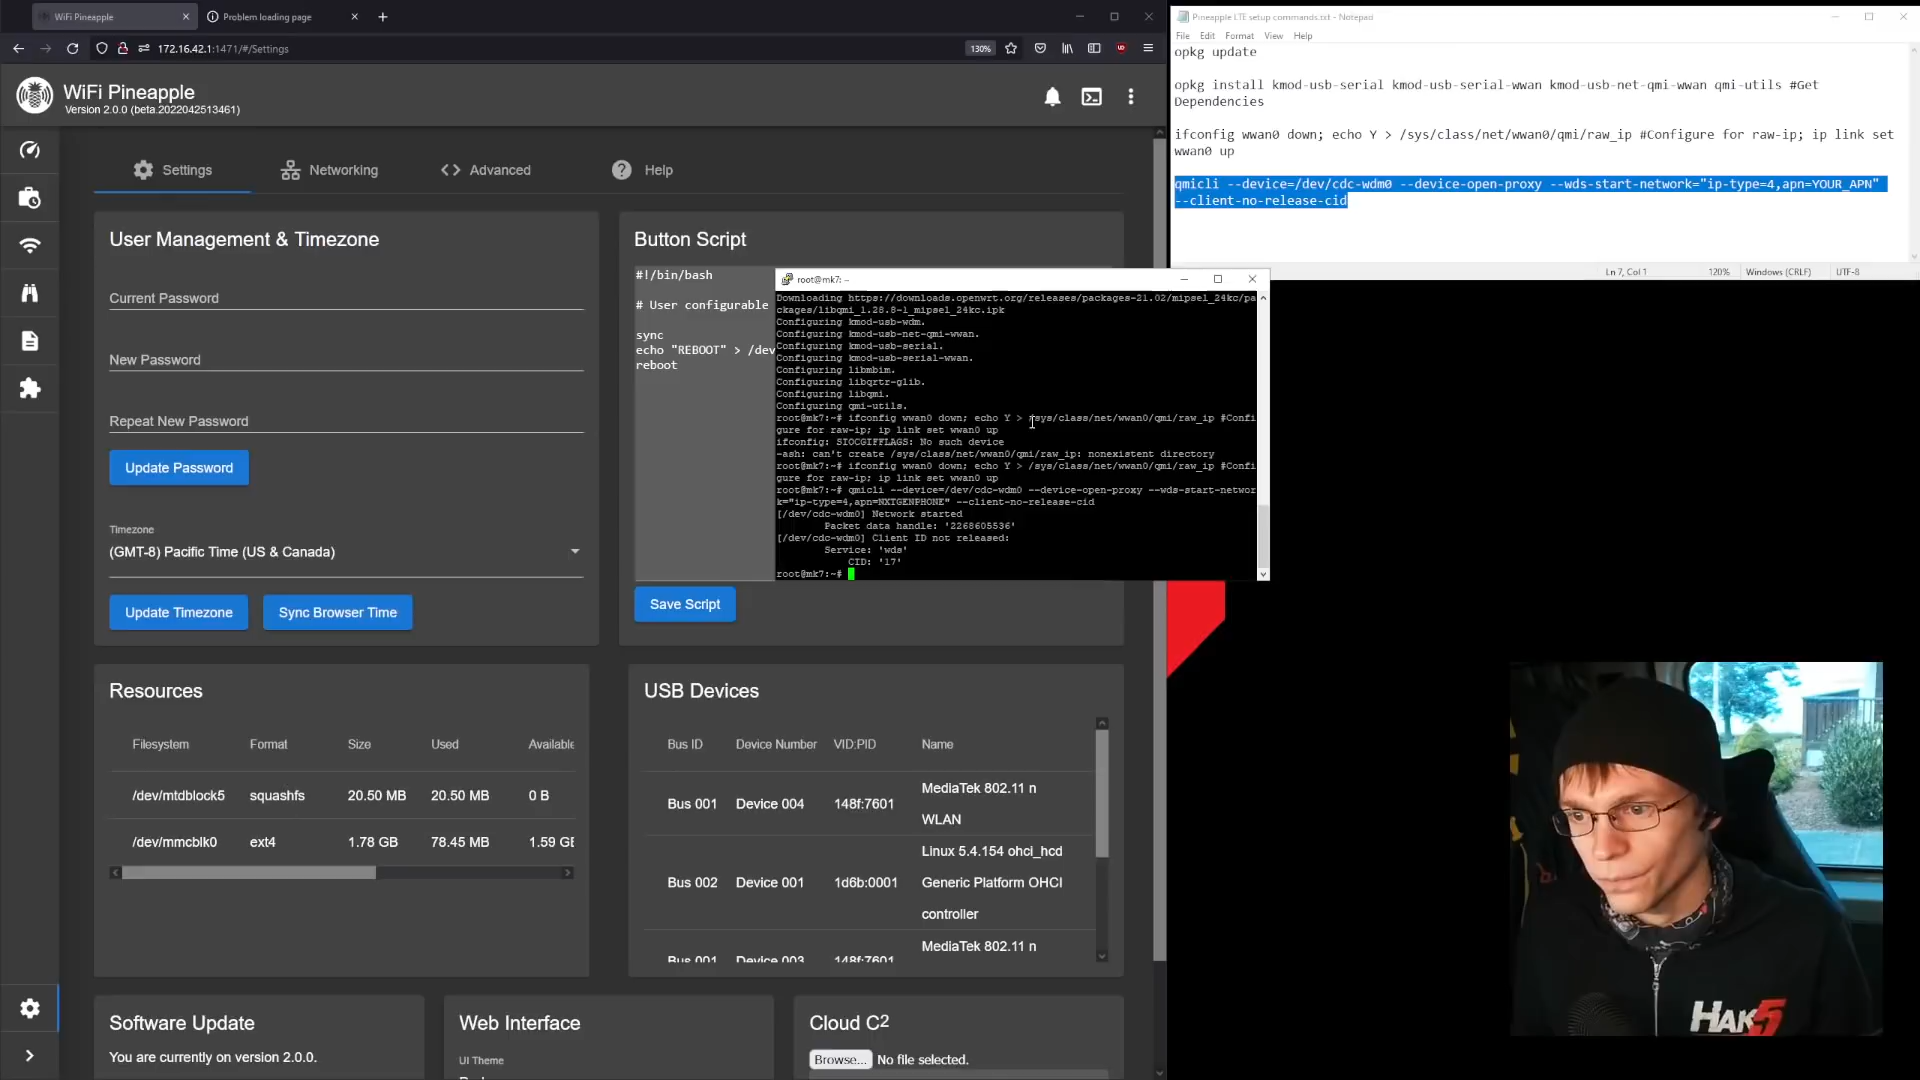 WiFi Pineapple
Problem loading page
172.16.42.1:1471/#/Settings
130%
WiFi Pineapple
Version 2.0.0 (beta.2022042513461)
Settings
Networking
Advanced
Help
User Management & Timezone
Current Password
New Password
Repeat New Password
Update Password
Timezone
(GMT-8) Pacific Time (US & Canada)
Update Timezone
Sync Browser Time
Button Script
#!/bin/bash
# User configurable
sync
echo "REBOOT" > /dev
reboot
Save Script
Resources
Filesystem Format Size Used Available
/dev/mtdblock5 squashfs 20.50 MB 20.50 MB 0 B
/dev/mmcblk0 ext4 1.78 GB 78.45 MB 1.59 GB
USB Devices
Bus ID Device Number VID:PID Name
Bus 001 Device 004 148f:7601 MediaTek 802.11 n
WLAN
Bus 002 Device 001 1d6b:0001 Linux 5.4.154 ohci_hcd
Generic Platform OHCI
controller
Bus 001 Device 003 148f:7601 MediaTek 802.11 n
Software Update
You are currently on version 2.0.0.
Web Interface
UI Theme
Cloud C2
Browse... No file selected.
Pineapple LTE setup commands.txt - Notepad
File Edit Format View Help
opkg update
opkg install kmod-usb-serial kmod-usb-serial-wwan kmod-usb-net-qmi-wwan qmi-utils #Get
Dependencies
ifconfig wwan0 down; echo Y > /sys/class/net/wwan0/qmi/raw_ip #Configure for raw-ip; ip link set
wwan0 up
qmicli --device=/dev/cdc-wdm0 --device-open-proxy --wds-start-network="ip-type=4,apn=YOUR_APN"
--client-no-release-cid
Ln 7, Col 1 120% Windows (CRLF) UTF-8
root@mk7: ~
Downloading https://downloads.openwrt.org/releases/packages-21.02/mipsel_24kc/pa
ckages/libqmi_1.28.8-1_mipsel_24kc.ipk
Configuring kmod-usb-wdm.
Configuring kmod-usb-net-qmi-wwan.
Configuring kmod-usb-serial.
Configuring kmod-usb-serial-wwan.
Configuring libmbim.
Configuring libqrtr-glib.
Configuring libqmi.
Configuring qmi-utils.
root@mk7:~# ifconfig wwan0 down; echo Y > /sys/class/net/wwan0/qmi/raw_ip #Confi
gure for raw-ip; ip link set wwan0 up
ifconfig: SIOCGIFFLAGS: No such device
-ash: can't create /sys/class/net/wwan0/qmi/raw_ip: nonexistent directory
root@mk7:~# ifconfig wwan0 down; echo Y > /sys/class/net/wwan0/qmi/raw_ip #Confi
gure for raw-ip; ip link set wwan0 up
root@mk7:~# qmicli --device=/dev/cdc-wdm0 --device-open-proxy --wds-start-networ
k="ip-type=4,apn=NXTGENPHONE" --client-no-release-cid
[/dev/cdc-wdm0] Network started
Packet data handle: '2268605536'
[/dev/cdc-wdm0] Client ID not released:
Service: 'wds'
CID: '17'
root@mk7:~#
HAK5